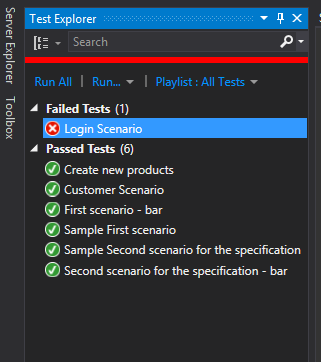 Server Explorer
Toolbox
Test Explorer
Search
Run All | Run... | Playlist : All Tests
Failed Tests (1)
Login Scenario
Passed Tests (6)
Create new products
Customer Scenario
First scenario - bar
Sample First scenario
Sample Second scenario for the specification
Second scenario for the specification - bar